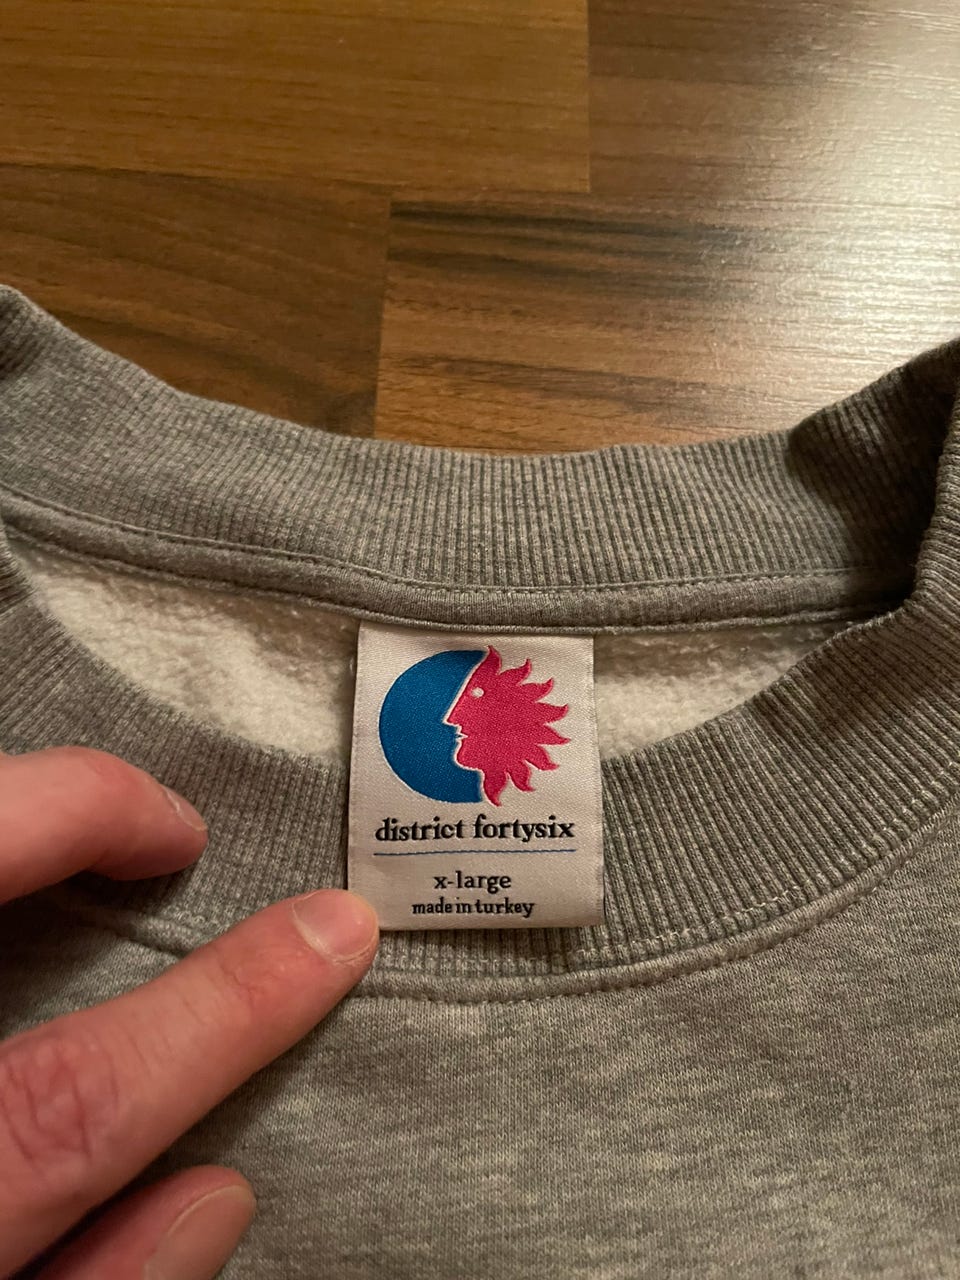 district fortysix
x-large
made in turkey